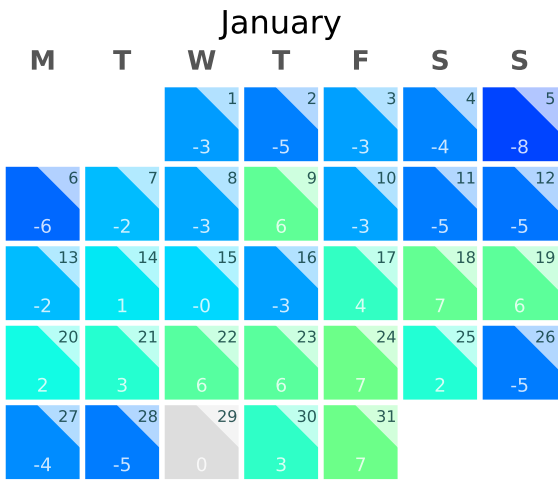 January
M T W T F S S
1 2 3 4 5
-3 -5 -3 -4 -8
6 7 8 9 10 11 12
-6 -2 -3 6 -3 -5 -5
13 14 15 16 17 18 19
-2 1 -0 -3 4 7 6
20 21 22 23 24 25 26
2 3 6 6 7 2 -5
27 28 29 30 31
-4 -5 0 3 7